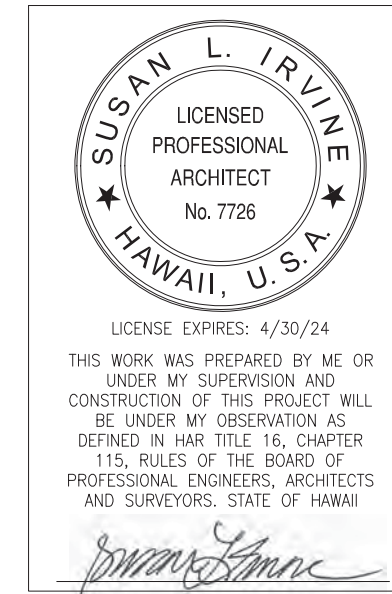 SUSAN L. IRVINE
LICENSED
PROFESSIONAL
ARCHITECT
No. 7726
HAWAII, U.S.A.
LICENSE EXPIRES: 4/30/24
THIS WORK WAS PREPARED BY ME OR
UNDER MY SUPERVISION AND
CONSTRUCTION OF THIS PROJECT WILL
BE UNDER MY OBSERVATION AS
DEFINED IN HAR TITLE 16, CHAPTER
115, RULES OF THE BOARD OF
PROFESSIONAL ENGINEERS, ARCHITECTS
AND SURVEYORS. STATE OF HAWAII
Susan L Irvine